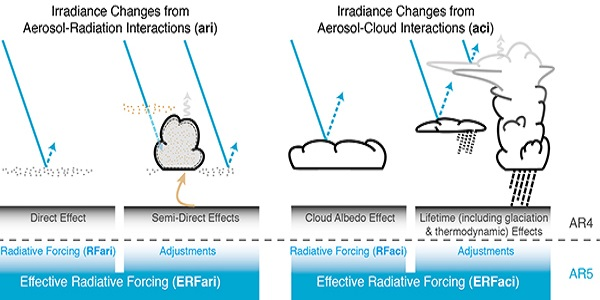 Irradiance Changes from
Aerosol-Radiation Interactions (ari)
Irradiance Changes from
Aerosol-Cloud Interactions (aci)
Direct Effect
Semi-Direct Effects
Cloud Albedo Effect
Lifetime (including glaciation
& thermodynamic) Effects
AR4
Radiative Forcing (RFari)
Adjustments
Radiative Forcing (RFaci)
Adjustments
AR5
Effective Radiative Forcing (ERFari)
Effective Radiative Forcing (ERFaci)